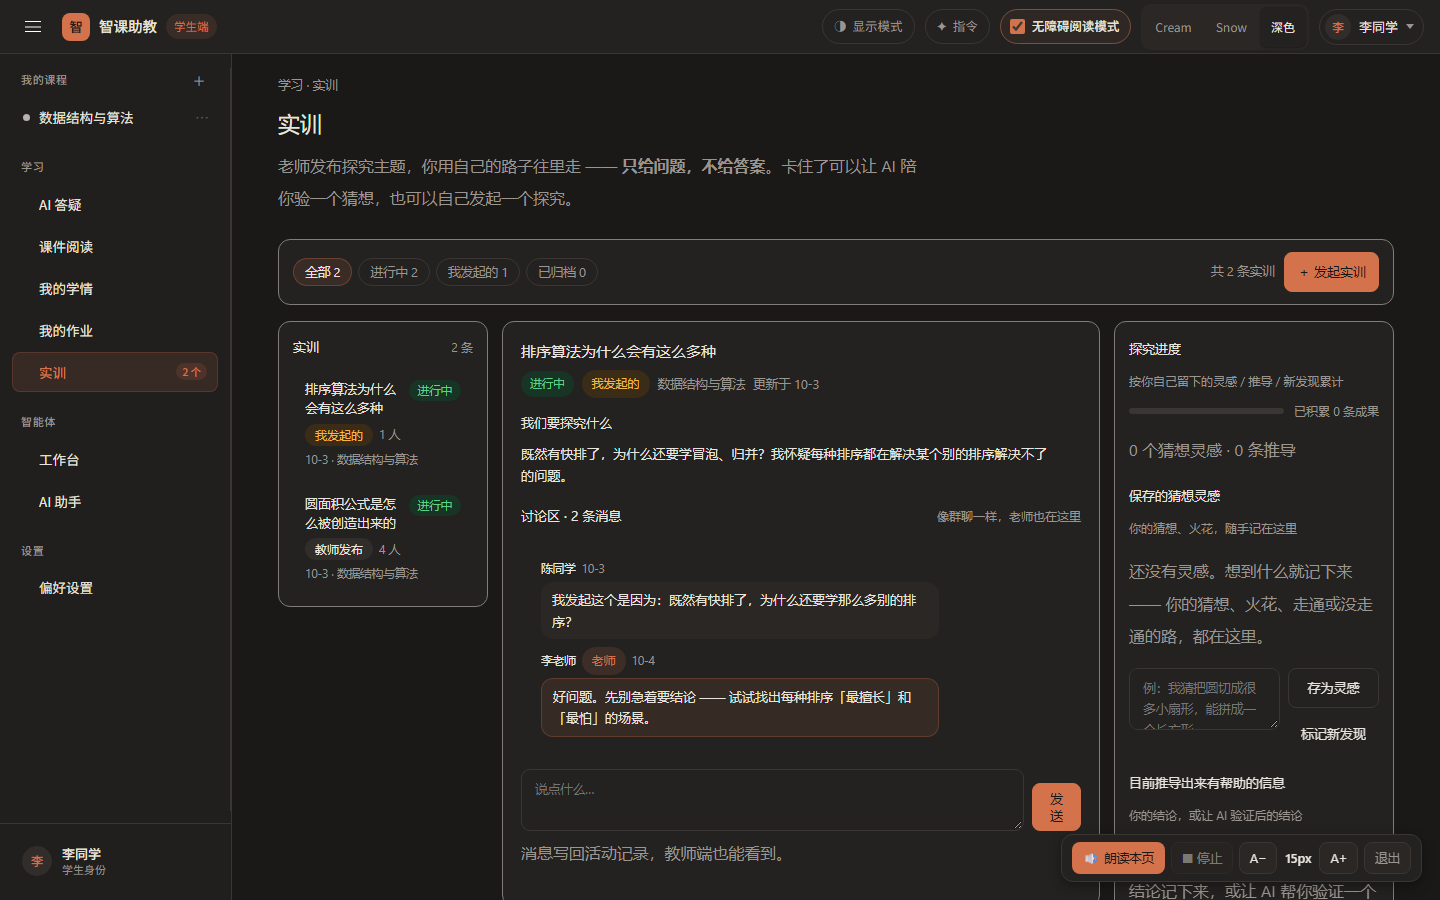 智 智课助教 学生端
显示模式
指令
无障碍阅读模式
Cream Snow 深色
李 李同学
我的课程 +
数据结构与算法 ...
学习
AI 答疑
课件阅读
我的学情
我的作业
实训 2 个
智能体
工作台
AI 助手
设置
偏好设置
李 李同学
学生身份
学习 · 实训
实训
老师发布探究主题，你用自己的路子往里走 —— 只给问题，不给答案。卡住了可以让 AI 陪
你验一个猜想，也可以自己发起一个探究。
全部 2 进行中 2 我发起的 1 已归档 0
共 2 条实训 + 发起实训
实训 2 条
排序算法为什么 进行中
会有这么多种
我发起的 1 人
10-3 · 数据结构与算法
圆面积公式是怎 进行中
么被创造出来的
教师发布 4 人
10-3 · 数据结构与算法
排序算法为什么会有这么多种
进行中 我发起的 数据结构与算法 更新于 10-3
我们要探究什么
既然有快排了，为什么还要学冒泡、归并？我怀疑每种排序都在解决某个别的排序解决不了
的问题。
讨论区 · 2 条消息 像群聊一样，老师也在这里
陈同学 10-3
我发起这个是因为：既然有快排了，为什么还要学那么多别的排
序？
李老师 老师 10-4
好问题。先别急着要结论 —— 试试找出每种排序「最擅长」和
「最怕」的场景。
说点什么...
发
送
消息写回活动记录，教师端也能看到。
探究进度
按你自己留下的灵感 / 推导 / 新发现累计
已积累 0 条成果
0 个猜想灵感 · 0 条推导
保存的猜想灵感
你的猜想、火花，随手记在这里
还没有灵感。想到什么就记下来
—— 你的猜想、火花、走通或没走
通的路，都在这里。
例：我猜把圆切成很
多小扇形，能拼成一
个长方形
存为灵感
标记新发现
目前推导出来有帮助的信息
你的结论，或让 AI 验证后的结论
朗读本页 停止 A− 15px A+ 退出
结论记下来，或让 AI 帮你验证一个